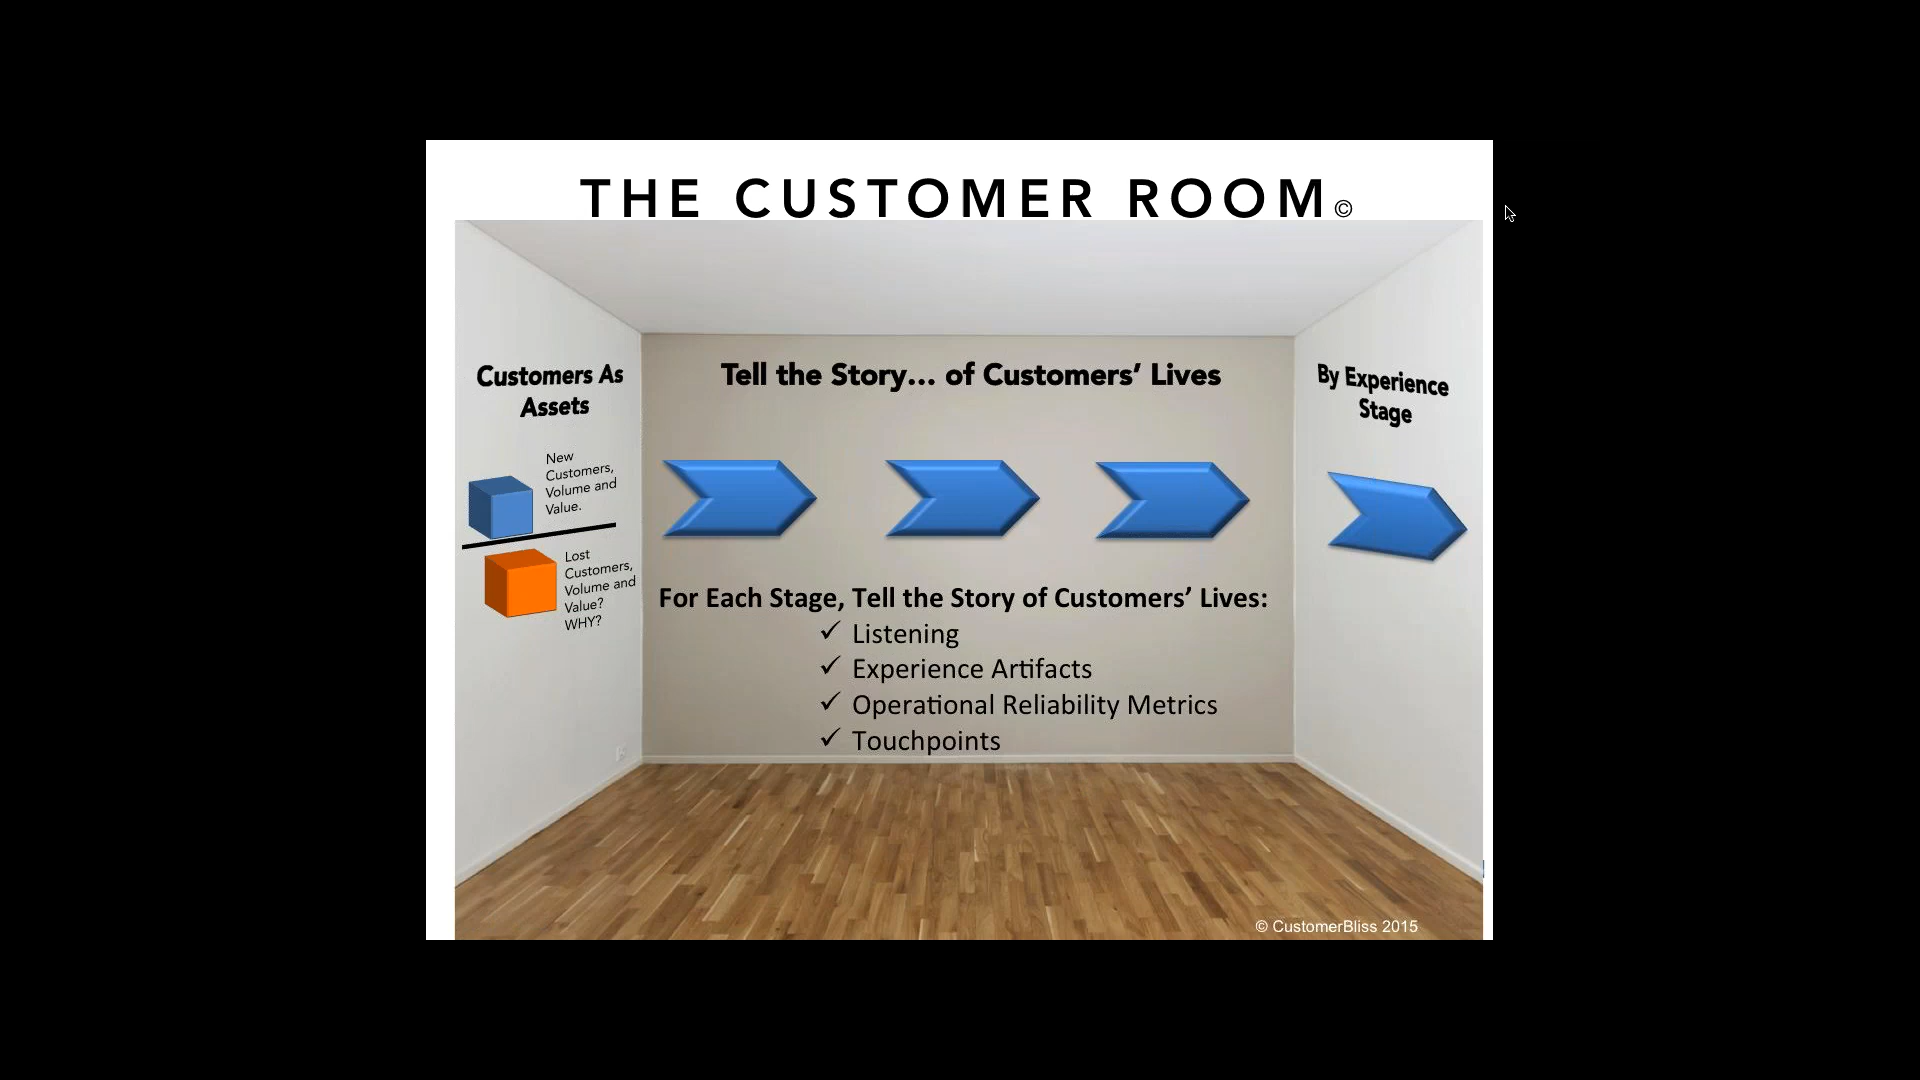 THE CUSTOMER ROOM©
Customers As
Assets
New
Customers,
Volume and
Value.
Lost
Customers,
Volume and
Value?
WHY?
Tell the Story... of Customers’ Lives
For Each Stage, Tell the Story of Customers’ Lives:
✓ Listening
✓ Experience Artifacts
✓ Operational Reliability Metrics
✓ Touchpoints
By Experience
Stage
© CustomerBliss 2015